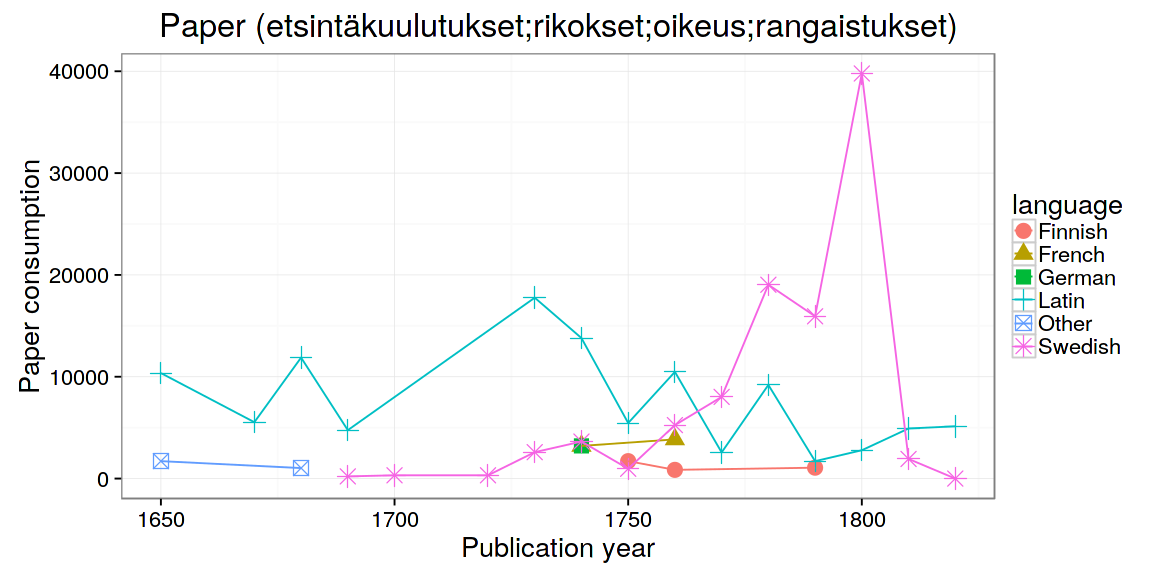 Paper (etsintäkuulutukset;rikokset;oikeus;rangaistukset)
Paper consumption
40000
30000
20000
10000
0
1650 1700 1750 1800
Publication year
language
Finnish
French
German
Latin
Other
Swedish